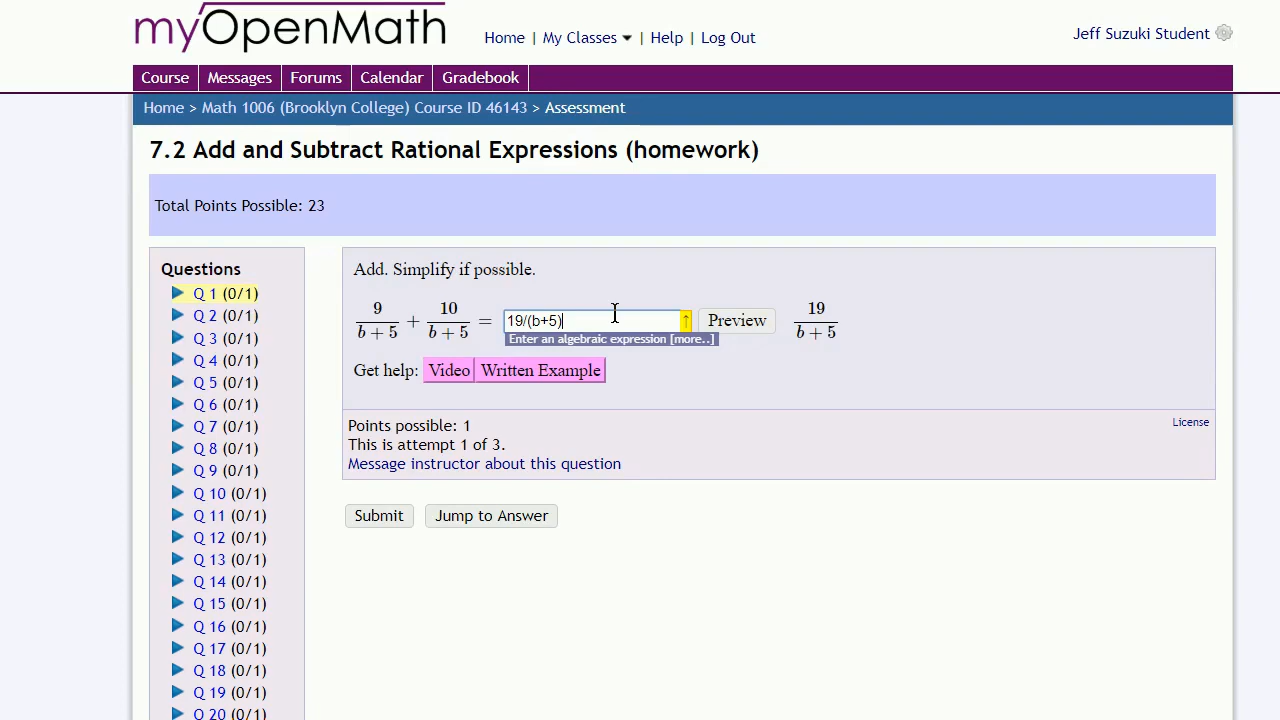 myOpenMath
Home | My Classes | Help | Log Out
Jeff Suzuki Student
Course Messages Forums Calendar Gradebook
Home > Math 1006 (Brooklyn College) Course ID 46143 > Assessment
7.2 Add and Subtract Rational Expressions (homework)
Total Points Possible: 23
Questions
Q 1 (0/1)
Q 2 (0/1)
Q 3 (0/1)
Q 4 (0/1)
Q 5 (0/1)
Q 6 (0/1)
Q 7 (0/1)
Q 8 (0/1)
Q 9 (0/1)
Q 10 (0/1)
Q 11 (0/1)
Q 12 (0/1)
Q 13 (0/1)
Q 14 (0/1)
Q 15 (0/1)
Q 16 (0/1)
Q 17 (0/1)
Q 18 (0/1)
Q 19 (0/1)
Q 20 (0/1)
Add. Simplify if possible.
9/(b + 5) + 10/(b + 5) = 19/(b+5) ↑ Preview 19/(b + 5)
Enter an algebraic expression [more..]
Get help: Video Written Example
Points possible: 1
License
This is attempt 1 of 3.
Message instructor about this question
Submit Jump to Answer